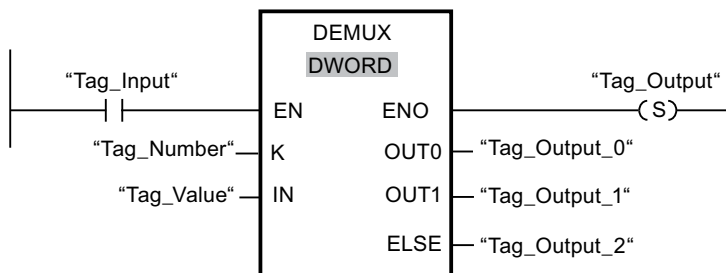 DEMUX
DWORD
“Tag_Input“
“Tag_Output“
EN ENO
S
“Tag_Number“ K OUT0 “Tag_Output_0“
“Tag_Value“ IN OUT1 “Tag_Output_1“
ELSE “Tag_Output_2“